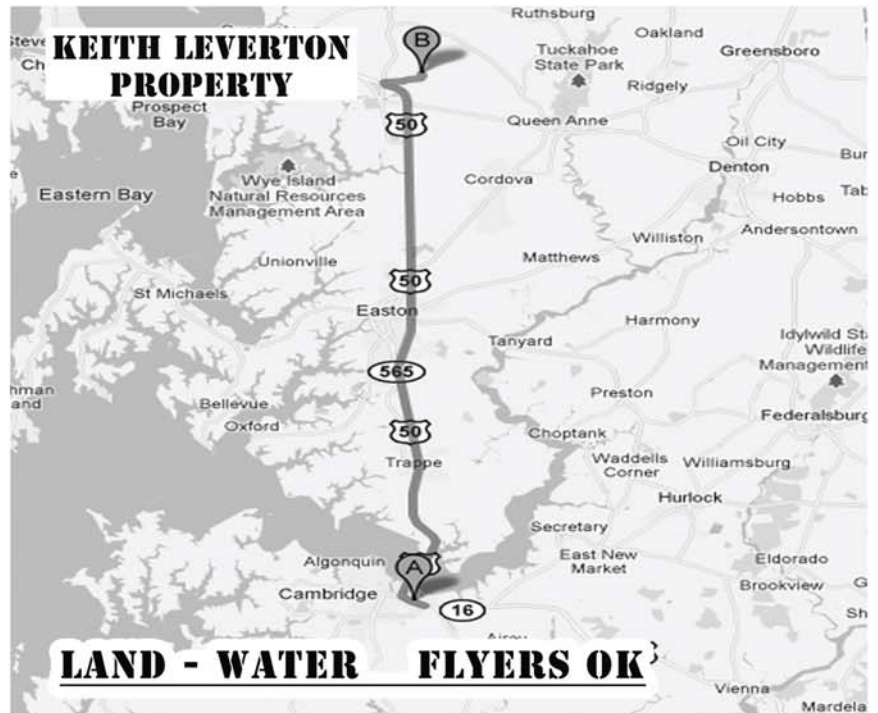 Ruthsburg
KEITH LEVERTON
PROPERTY
B
Tuckahoe
State Park
Oakland
Greensboro
Ridgely
Prospect
Bay
50
Queen Anne
Oil City
Denton
Wye Island
Natural Resources
Management Area
Eastern Bay
Cordova
Hobbs
Williston
Andersontown
Unionville
Matthews
St Michaels
50
Easton
Harmony
Tanyard
Idylwild
Wildlife
Management
565
Preston
Bellevue
Oxford
50
Choptank
Federalsburg
Trappe
Waddells
Corner
Williamsburg
Hurlock
Secretary
Algonquin
A
East New
Market
Eldorado
Cambridge
16
Brookview
LAND - WATER FLYERS OK
Vienna